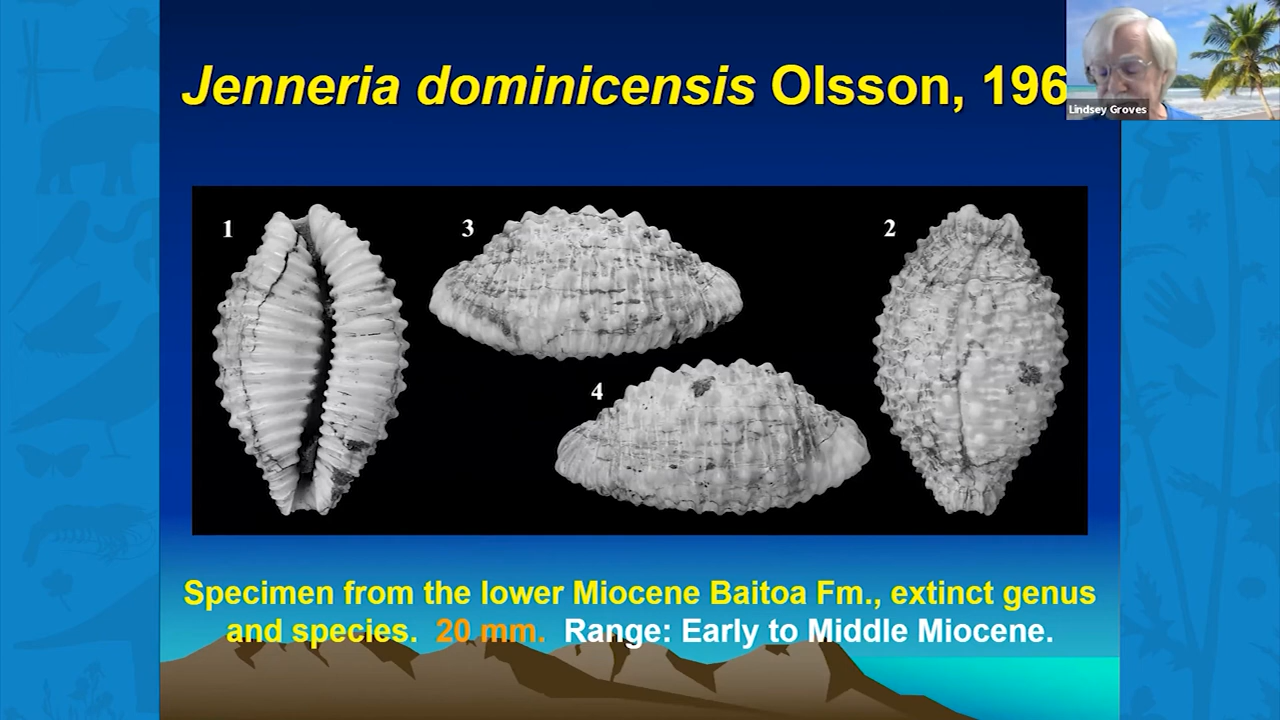 Jenneria dominicensis Olsson, 196
Lindsey Groves
1
3
2
4
Specimen from the lower Miocene Baitoa Fm., extinct genus
and species. 20 mm. Range: Early to Middle Miocene.